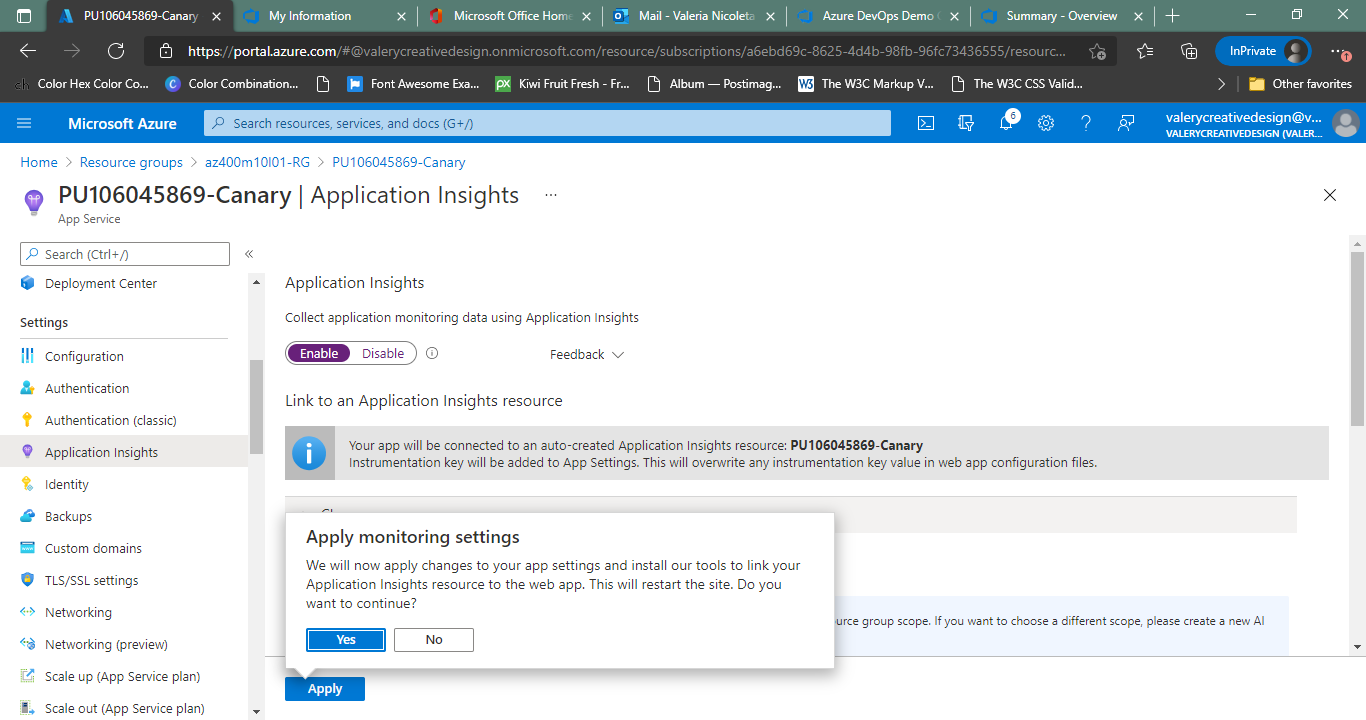 PU106045869-Canary
My Information
Microsoft Office Home
Mail - Valeria Nicoleta
Azure DevOps Demo
Summary - Overview
https://portal.azure.com/#@valerycreativedesign.onmicrosoft.com/resource/subscriptions/a6ebd69c-8625-4d4b-98fb-96fc73436555/resourc...
InPrivate
1
Color Hex Color Co...
Color Combination...
Font Awesome Exa...
px Kiwi Fruit Fresh - Fr...
Album — Postimag...
W3 The W3C Markup V...
The W3C CSS Valid...
Other favorites
Microsoft Azure
Search resources, services, and docs (G+/)
6
valerycreativedesign@v...
VALERYCREATIVEDESIGN (VALER...
Home > Resource groups > az400m10l01-RG > PU106045869-Canary
PU106045869-Canary | Application Insights ...
App Service
Search (Ctrl+/)
«
Deployment Center
Settings
Configuration
Authentication
Authentication (classic)
Application Insights
Identity
Backups
Custom domains
TLS/SSL settings
Networking
Networking (preview)
Scale up (App Service plan)
Scale out (App Service plan)
Application Insights
Collect application monitoring data using Application Insights
Enable Disable
Feedback
Link to an Application Insights resource
Your app will be connected to an auto-created Application Insights resource: PU106045869-Canary
Instrumentation key will be added to App Settings. This will overwrite any instrumentation key value in web app configuration files.
Apply monitoring settings
We will now apply changes to your app settings and install our tools to link your
Application Insights resource to the web app. This will restart the site. Do you
want to continue?
Yes No
urce group scope. If you want to choose a different scope, please create a new AI
Apply